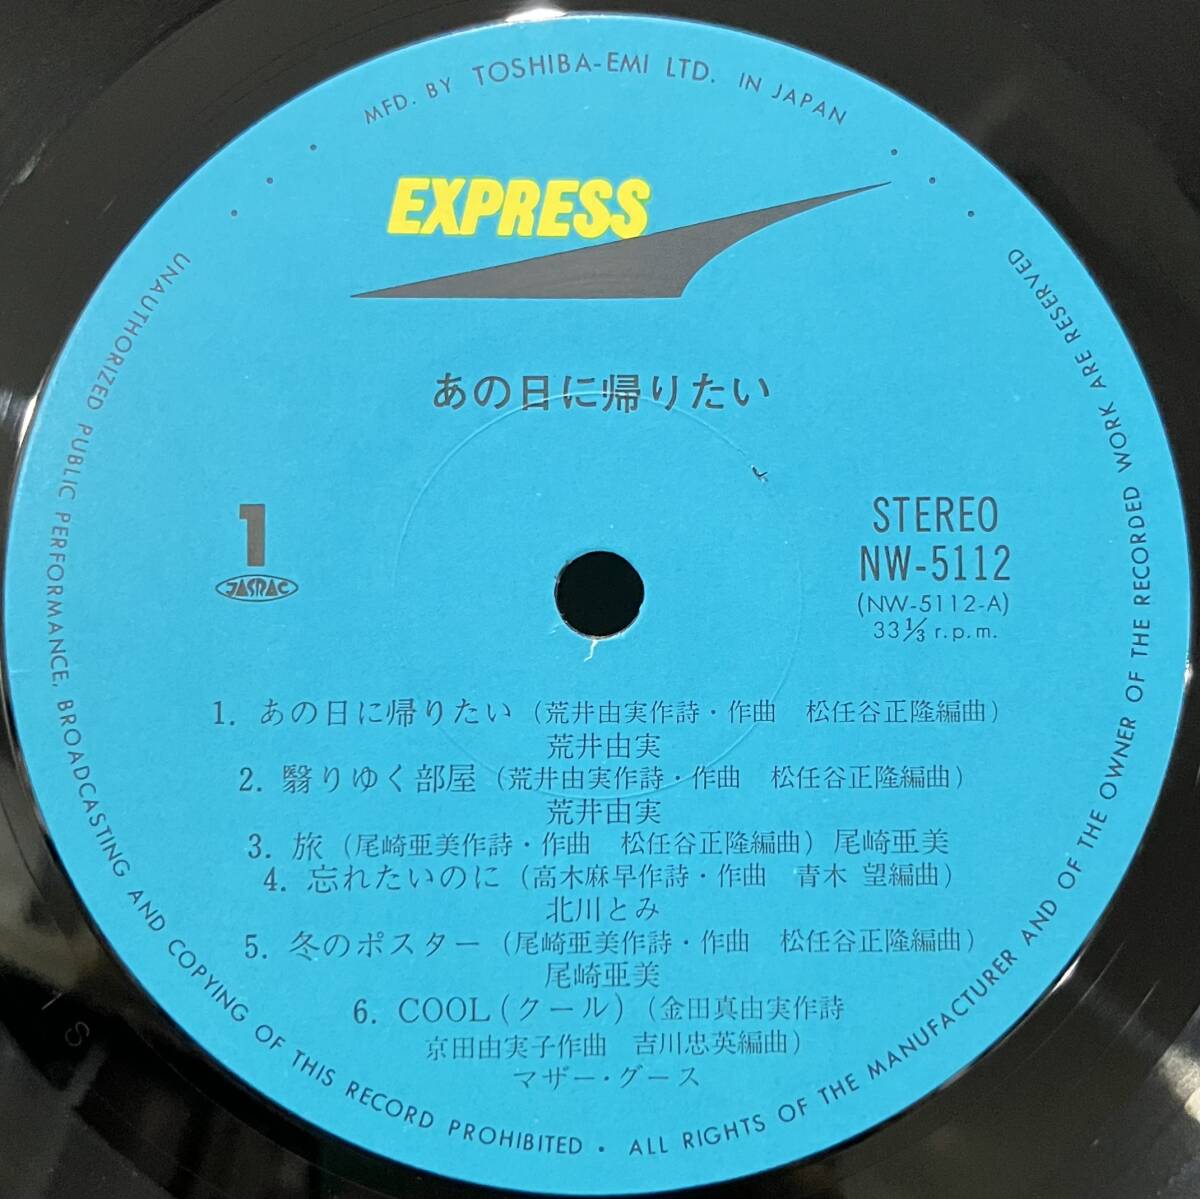 MFD. BY TOSHIBA-EMI LTD. IN JAPAN
EXPRESS
あの日に帰りたい
1
JASRAC
STEREO
NW-5112
(NW-5112-A)
33 1/3 r.p.m.
1. あの日に帰りたい (荒井由実作詩・作曲 松任谷正隆編曲)
荒井由実
2. 翳りゆく部屋 (荒井由実作詩・作曲 松任谷正隆編曲)
荒井由実
3. 旅 (尾崎亜美作詩・作曲 松任谷正隆編曲) 尾崎亜美
4. 忘れたいのに (高木麻早作詩・作曲 青木 望編曲)
北川とみ
5. 冬のポスター (尾崎亜美作詩・作曲 松任谷正隆編曲)
尾崎亜美
6. COOL (クール) (金田真由実作詩
京田由実子作曲 吉川忠英編曲)
マザー・グース
UNAUTHORIZED PUBLIC PERFORMANCE, BROADCASTING AND COPYING OF THIS RECORD PROHIBITED • ALL RIGHTS OF THE MANUFACTURER AND OF THE OWNER OF THE RECORDED WORK ARE RESERVED